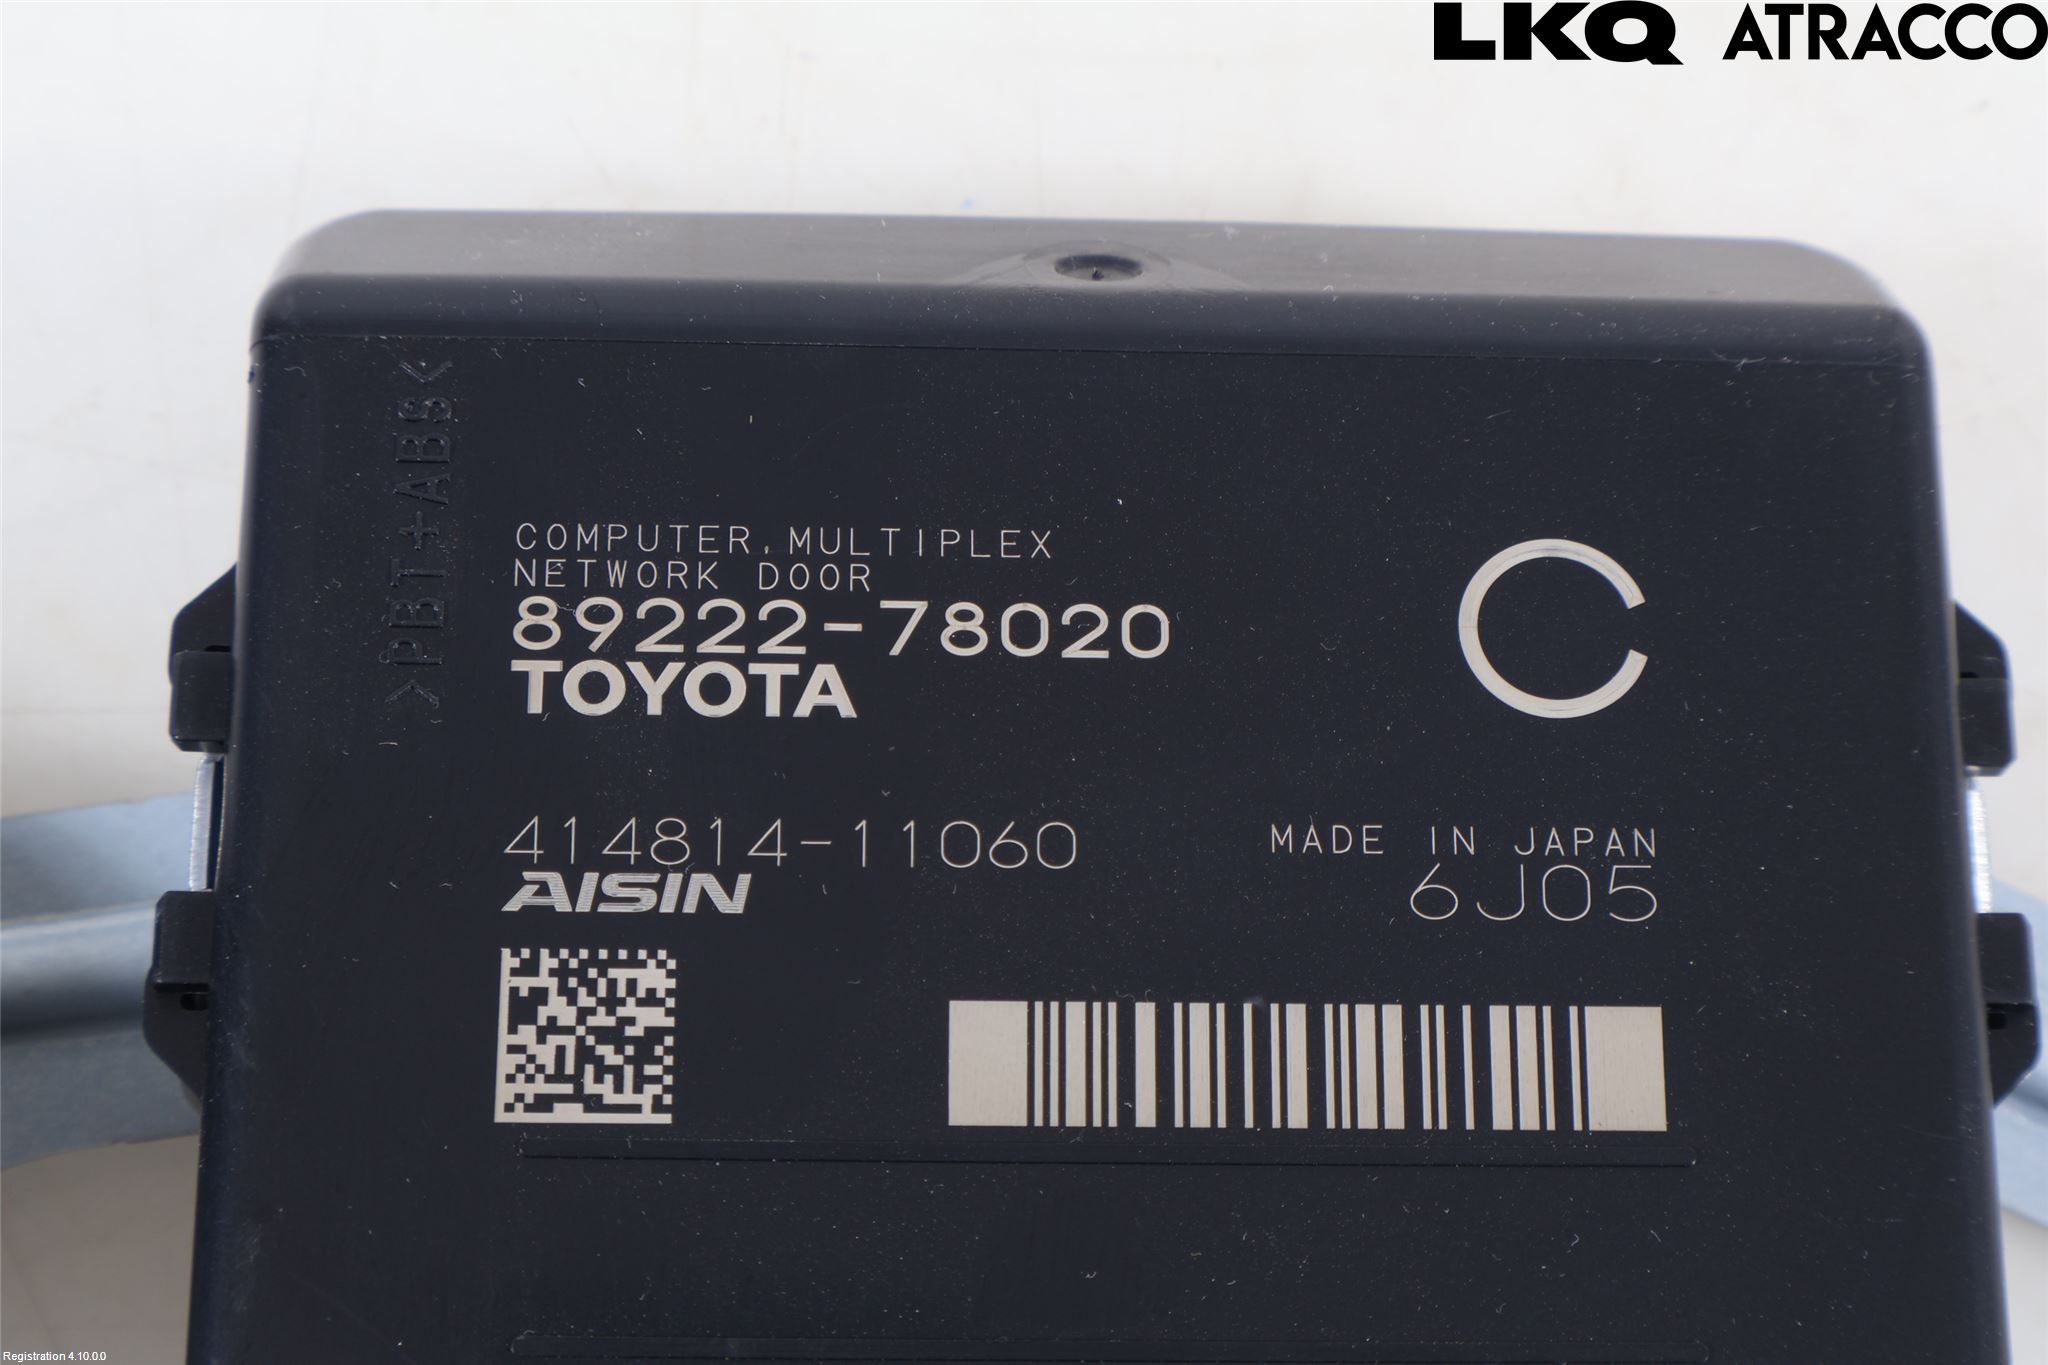 LKQ ATRACCO
>PBT+ABS<
COMPUTER, MULTIPLEX
NETWORK DOOR
89222-78020
TOYOTA
C
414814-11060
AISIN
MADE IN JAPAN
6J05
Registration 4.10.0.0